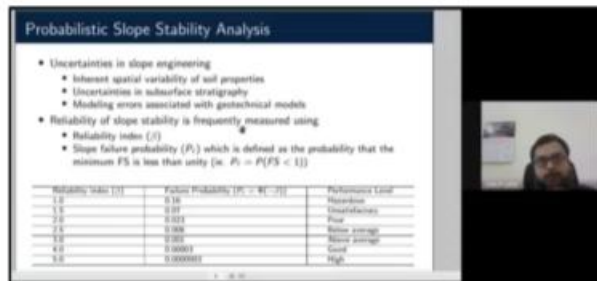 Probabilistic Slope Stability Analysis
Uncertainties in slope engineering
Inherent spatial variability of soil properties
Uncertainties in subsurface stratigraphy
Modeling errors associated with geotechnical models
Reliability of slope stability is frequently measured using
Reliability index (β)
Slope failure probability (Pf) which is defined as the probability that the
minimum FS is less than unity (ie. Pf = P(FS < 1))
Reliability index (β) Failure Probability (Pf = Φ(−β)) Performance Level
1.0 0.16 Hazardous
1.5 0.07 Unsatisfactory
2.0 0.023 Poor
2.5 0.006 Below average
3.0 0.001 Above average
4.0 0.00003 Good
5.0 0.0000003 High